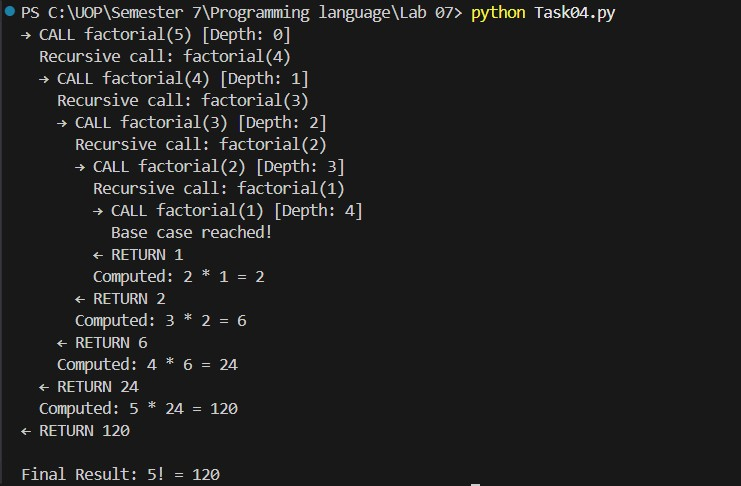 PS C:\UOP\Semester 7\Programming language\Lab 07> python Task04.py
→ CALL factorial(5) [Depth: 0]
  Recursive call: factorial(4)
  → CALL factorial(4) [Depth: 1]
    Recursive call: factorial(3)
    → CALL factorial(3) [Depth: 2]
      Recursive call: factorial(2)
      → CALL factorial(2) [Depth: 3]
        Recursive call: factorial(1)
        → CALL factorial(1) [Depth: 4]
          Base case reached!
        ← RETURN 1
        Computed: 2 * 1 = 2
      ← RETURN 2
      Computed: 3 * 2 = 6
    ← RETURN 6
    Computed: 4 * 6 = 24
  ← RETURN 24
  Computed: 5 * 24 = 120
← RETURN 120

Final Result: 5! = 120